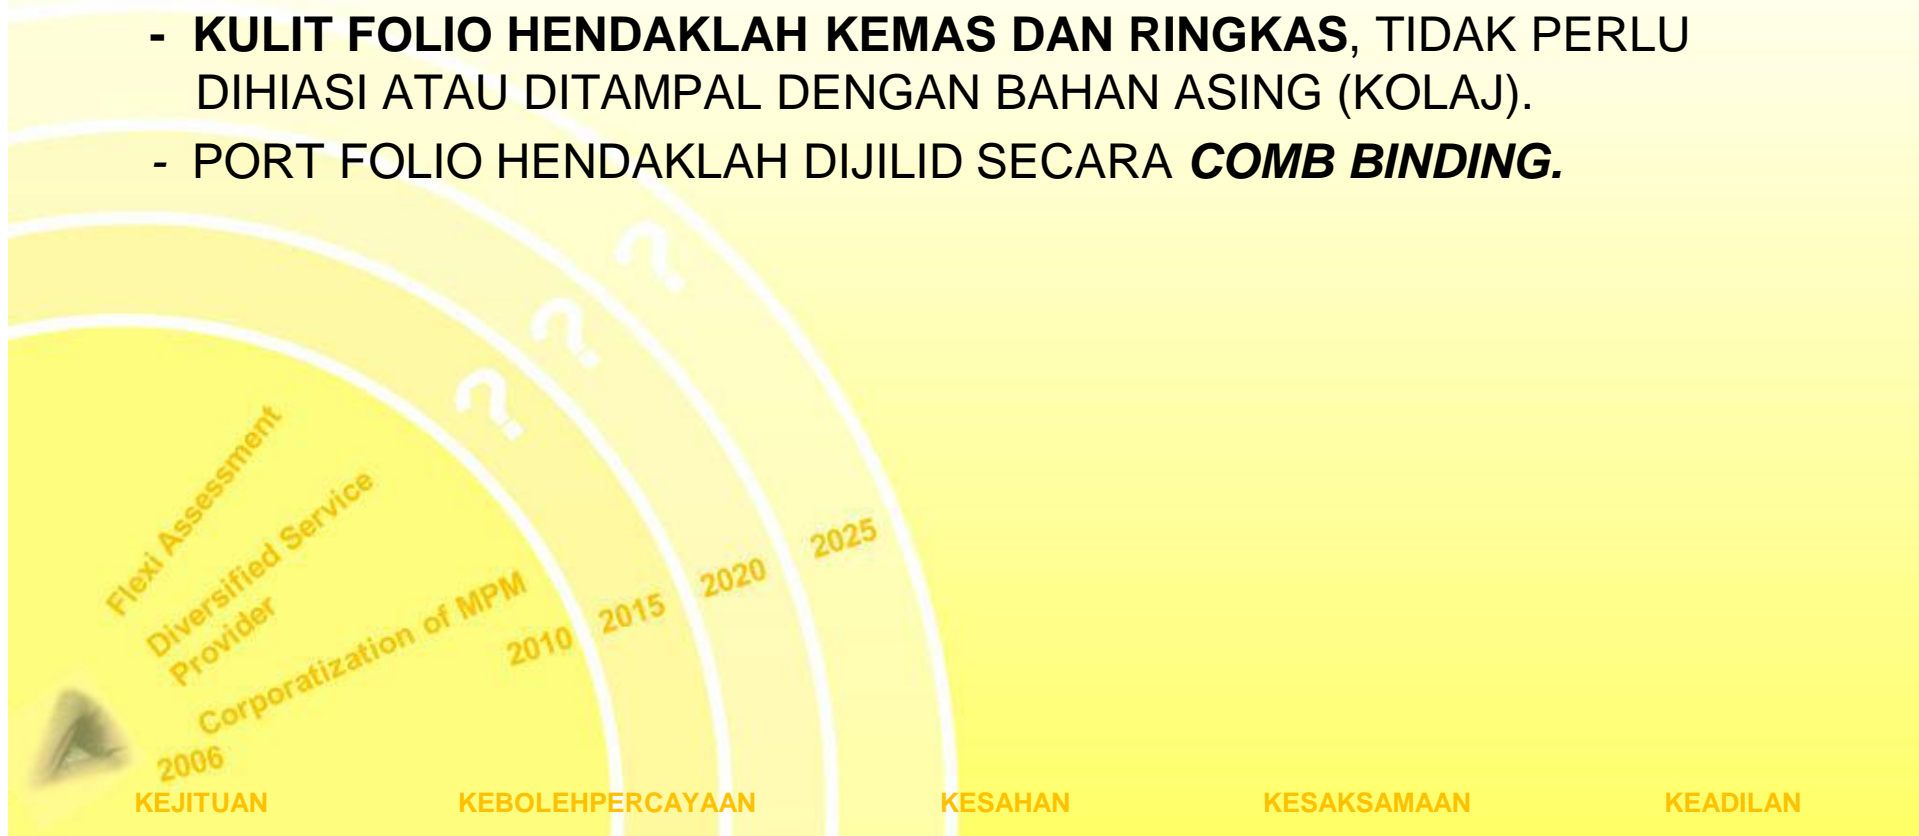 - KULIT FOLIO HENDAKLAH KEMAS DAN RINGKAS, TIDAK PERLU
DIHIASI ATAU DITAMPAL DENGAN BAHAN ASING (KOLAJ).
- PORT FOLIO HENDAKLAH DIJILID SECARA COMB BINDING.
?
?
?
Flexi Assessment
Diversified Service
Provider
Corporatization of MPM
2006
2010
2015
2020
2025
KEJITUAN
KEBOLEHPERCAYAAN
KESAHAN
KESAKSAMAAN
KEADILAN